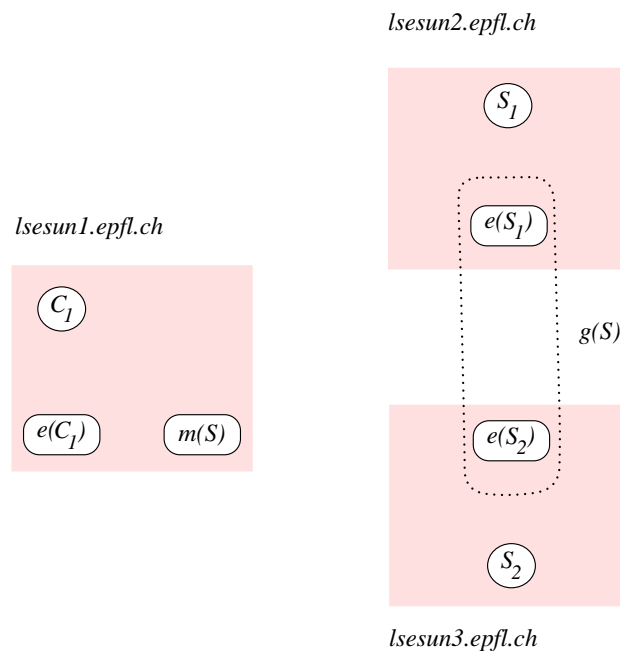 lsesun2.epfl.ch
S1
e(S1)
lsesun1.epfl.ch
C1
g(S)
e(C1)
m(S)
e(S2)
S2
lsesun3.epfl.ch